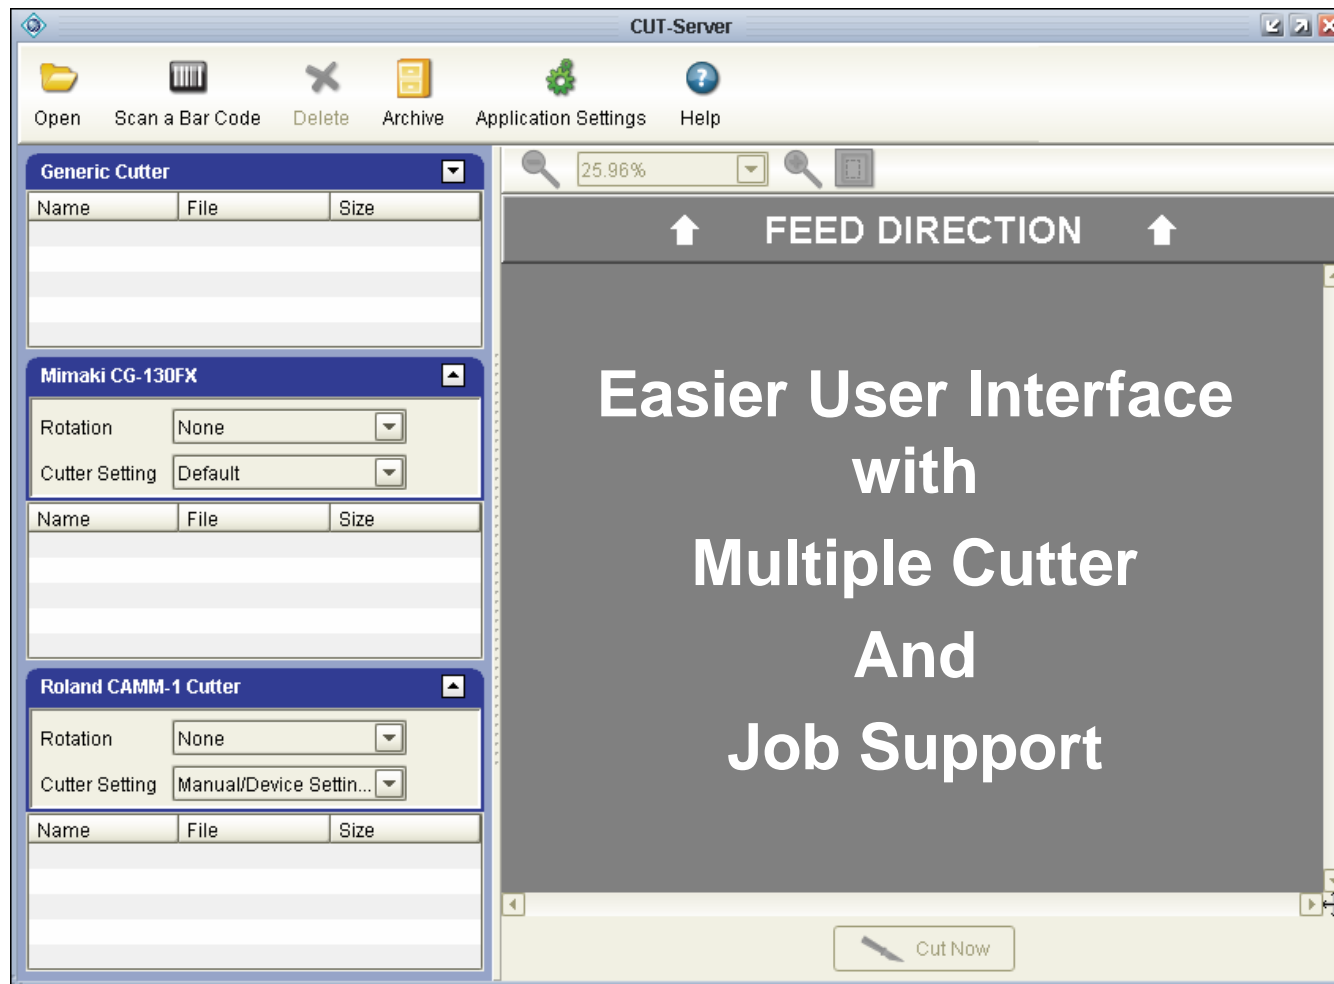 CUT-Server
Open Scan a Bar Code Delete Archive Application Settings Help
Generic Cutter
Name File Size
Mimaki CG-130FX
Rotation None
Cutter Setting Default
Name File Size
Roland CAMM-1 Cutter
Rotation None
Cutter Setting Manual/Device Settin...
Name File Size
25.96%
FEED DIRECTION
Easier User Interface
with
Multiple Cutter
And
Job Support
Cut Now